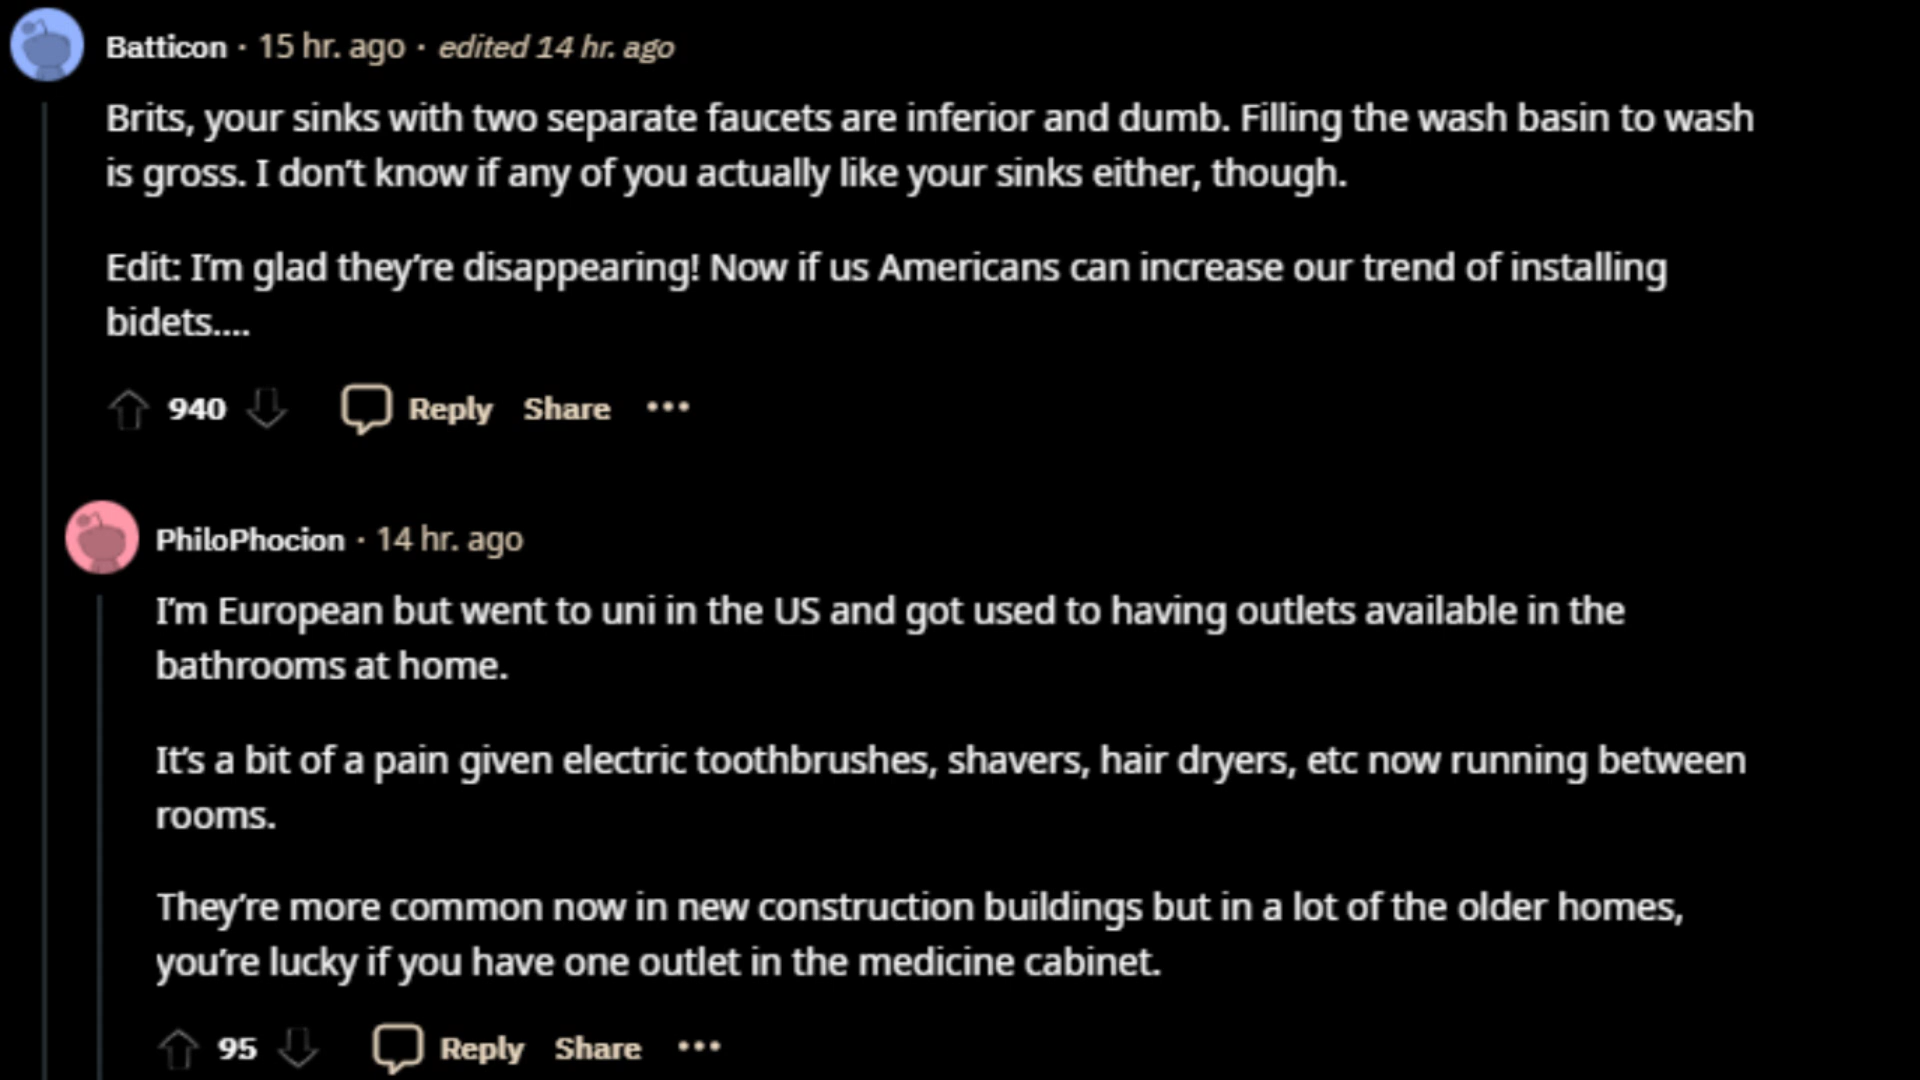 Batticon · 15 hr. ago · edited 14 hr. ago
Brits, your sinks with two separate faucets are inferior and dumb. Filling the wash basin to wash
is gross. I don’t know if any of you actually like your sinks either, though.
Edit: I’m glad they’re disappearing! Now if us Americans can increase our trend of installing
bidets....
940 Reply Share ···
PhiloPhocion · 14 hr. ago
I’m European but went to uni in the US and got used to having outlets available in the
bathrooms at home.
It’s a bit of a pain given electric toothbrushes, shavers, hair dryers, etc now running between
rooms.
They’re more common now in new construction buildings but in a lot of the older homes,
you’re lucky if you have one outlet in the medicine cabinet.
95 Reply Share ···